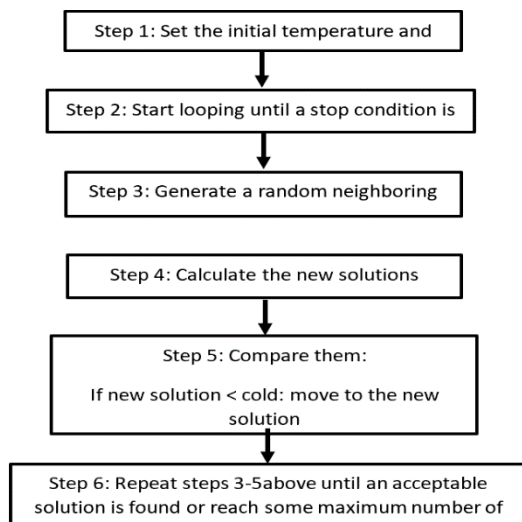 Step 1: Set the initial temperature and
Step 2: Start looping until a stop condition is
Step 3: Generate a random neighboring
Step 4: Calculate the new solutions
Step 5: Compare them:
If new solution < cold: move to the new
solution
Step 6: Repeat steps 3-5above until an acceptable
solution is found or reach some maximum number of